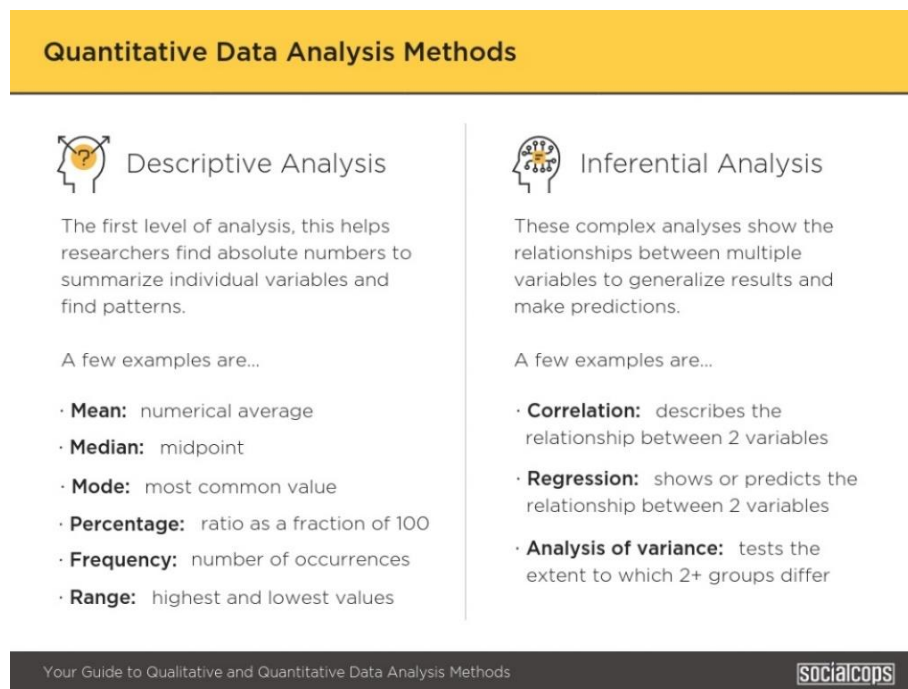 Quantitative Data Analysis Methods
?
Descriptive Analysis
The first level of analysis, this helps
researchers find absolute numbers to
summarize individual variables and
find patterns.
A few examples are...
· Mean: numerical average
· Median: midpoint
· Mode: most common value
· Percentage: ratio as a fraction of 100
· Frequency: number of occurrences
· Range: highest and lowest values
Inferential Analysis
These complex analyses show the
relationships between multiple
variables to generalize results and
make predictions.
A few examples are...
· Correlation: describes the
relationship between 2 variables
· Regression: shows or predicts the
relationship between 2 variables
· Analysis of variance: tests the
extent to which 2+ groups differ
Your Guide to Qualitative and Quantitative Data Analysis Methods
socialcops